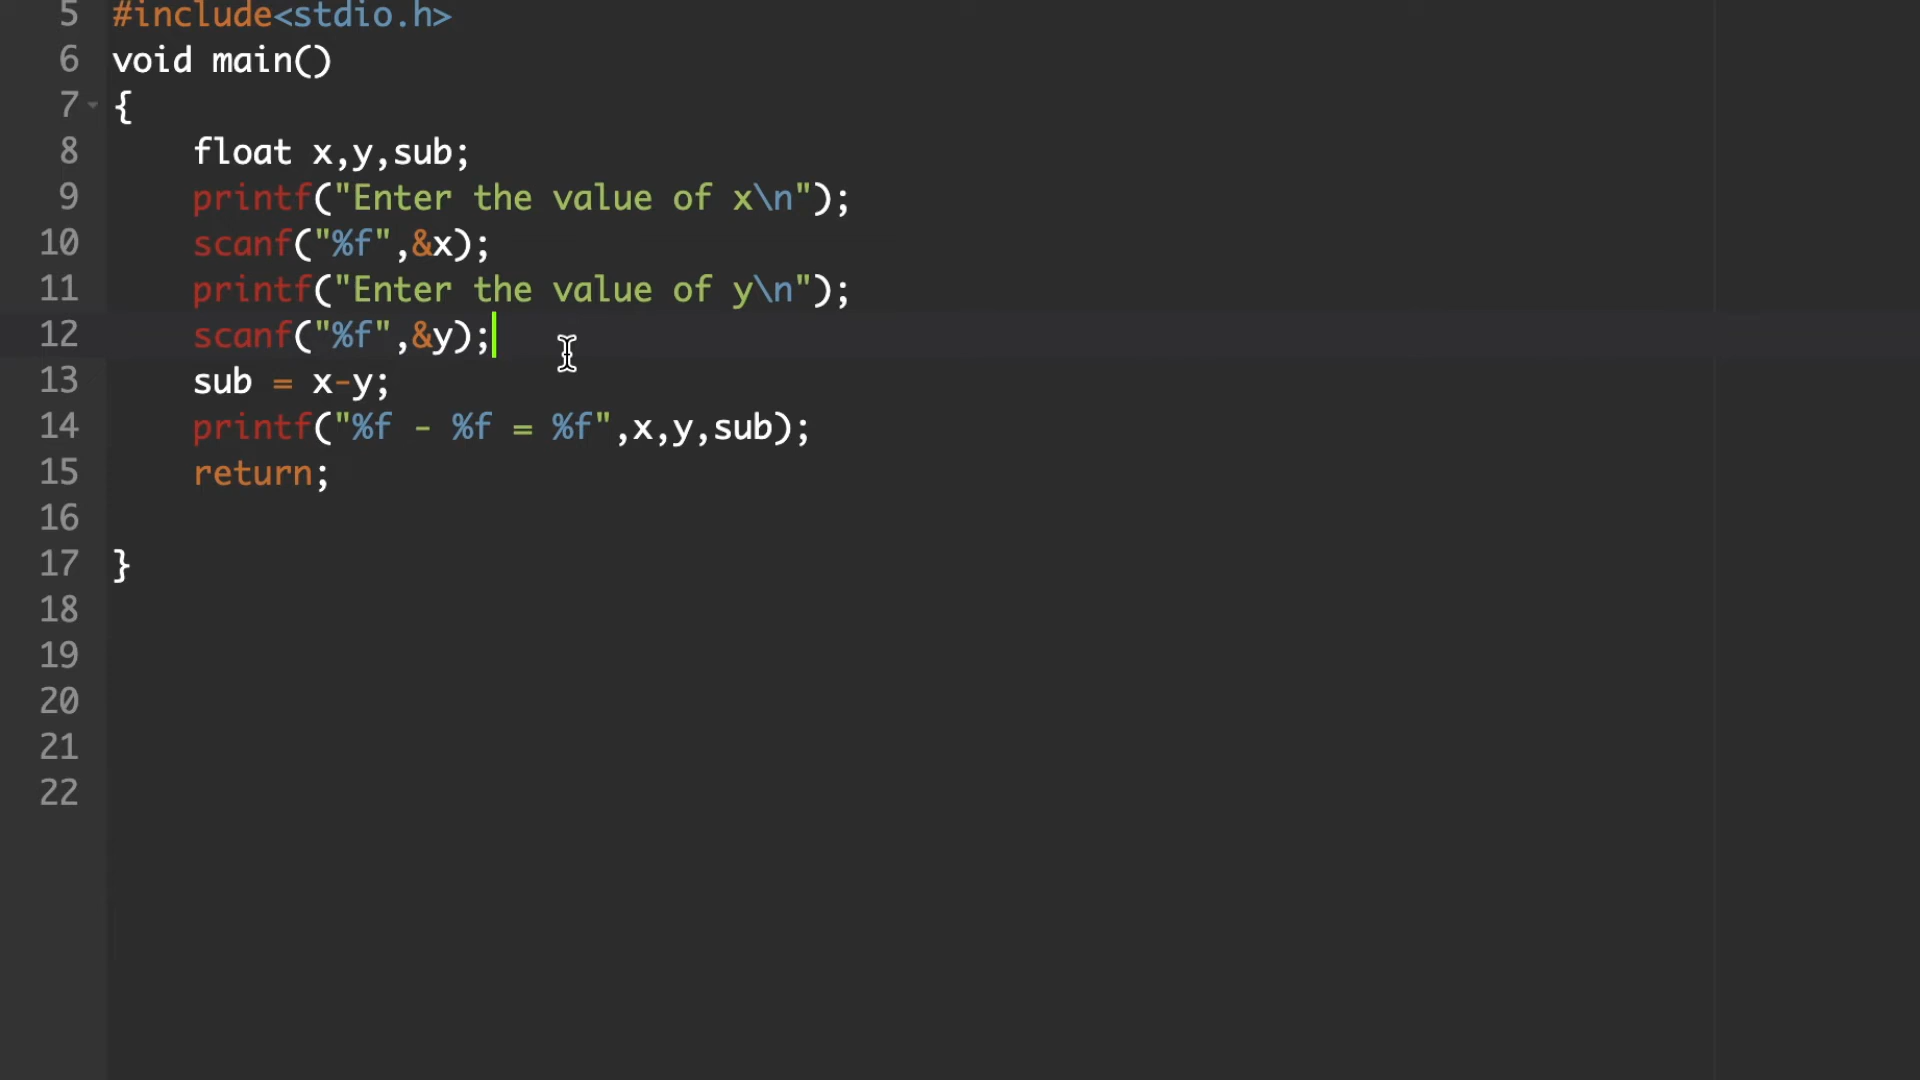 5 #include<stdio.h>
6 void main()
7 {
8 float x,y,sub;
9 printf("Enter the value of x\n");
10 scanf("%f",&x);
11 printf("Enter the value of y\n");
12 scanf("%f",&y);
13 sub = x-y;
14 printf("%f - %f = %f",x,y,sub);
15 return;
16
17 }
18
19
20
21
22